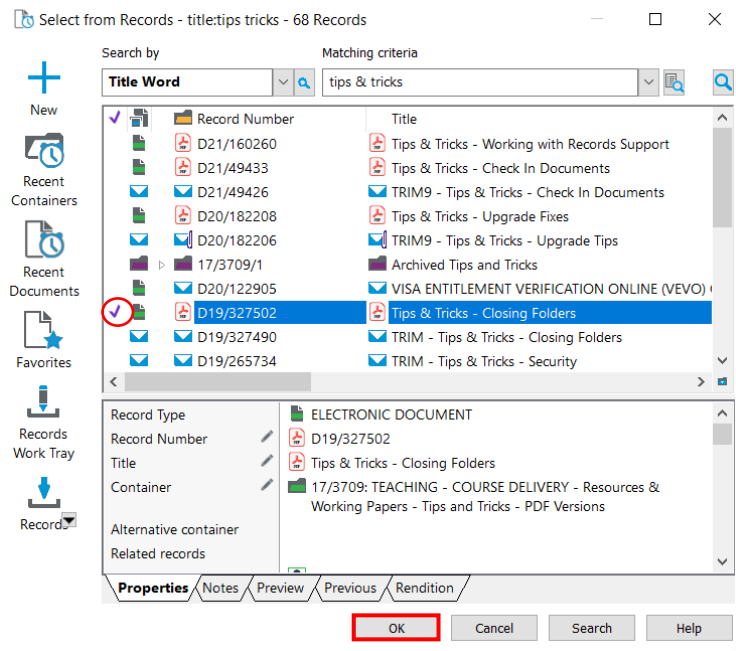 Select from Records - title:tips tricks - 68 Records
Search by
Matching criteria
Title Word
tips & tricks
New
Recent
Containers
Recent
Documents
Favorites
Records
Work Tray
Records
Record Number Title
D21/160260 Tips & Tricks - Working with Records Support
D21/49433 Tips & Tricks - Check In Documents
D21/49426 TRIM9 - Tips & Tricks - Check In Documents
D20/182208 Tips & Tricks - Upgrade Fixes
D20/182206 TRIM9 - Tips & Tricks - Upgrade Tips
17/3709/1 Archived Tips and Tricks
D20/122905 VISA ENTITLEMENT VERIFICATION ONLINE (VEVO)
D19/327502 Tips & Tricks - Closing Folders
D19/327490 TRIM - Tips & Tricks - Closing Folders
D19/265734 TRIM - Tips & Tricks - Security
Record Type ELECTRONIC DOCUMENT
Record Number D19/327502
Title Tips & Tricks - Closing Folders
Container 17/3709: TEACHING - COURSE DELIVERY - Resources &
Working Papers - Tips and Tricks - PDF Versions
Alternative container
Related records
Properties Notes Preview Previous Rendition
OK Cancel Search Help